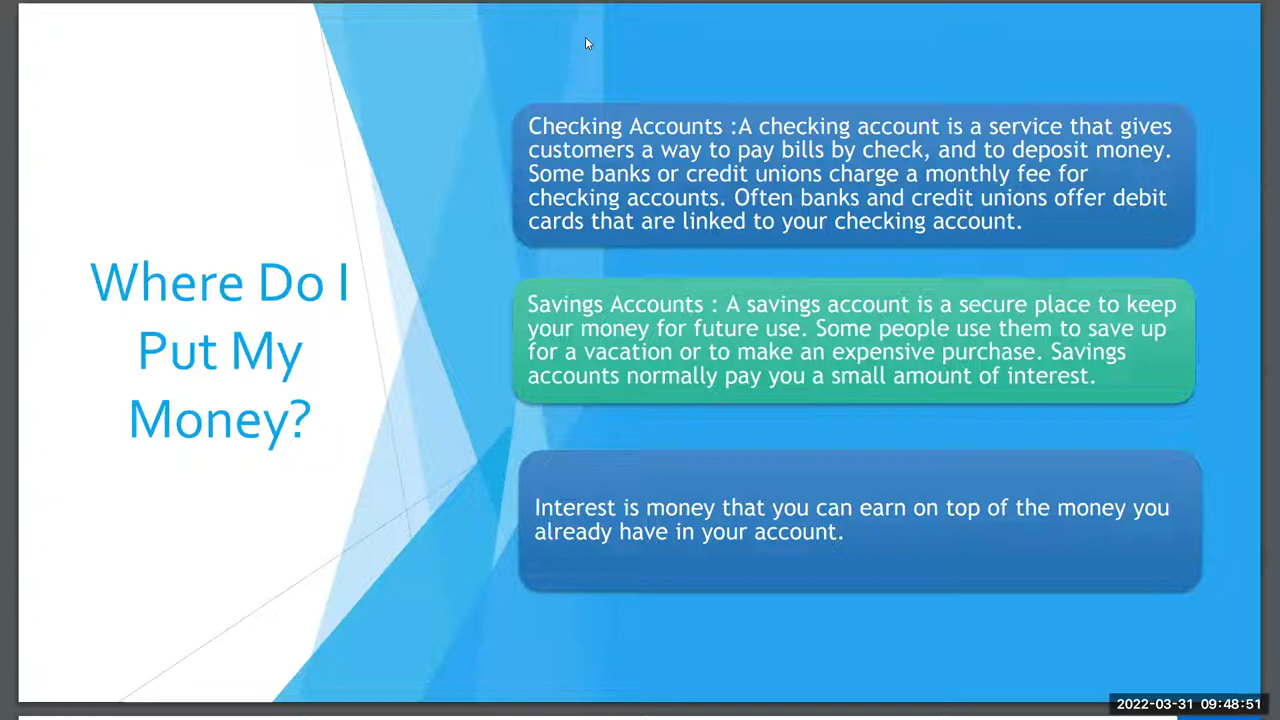 Where Do I
Put My
Money?
Checking Accounts :A checking account is a service that gives
customers a way to pay bills by check, and to deposit money.
Some banks or credit unions charge a monthly fee for
checking accounts. Often banks and credit unions offer debit
cards that are linked to your checking account.
Savings Accounts : A savings account is a secure place to keep
your money for future use. Some people use them to save up
for a vacation or to make an expensive purchase. Savings
accounts normally pay you a small amount of interest.
Interest is money that you can earn on top of the money you
already have in your account.
2022-03-31 09:48:51